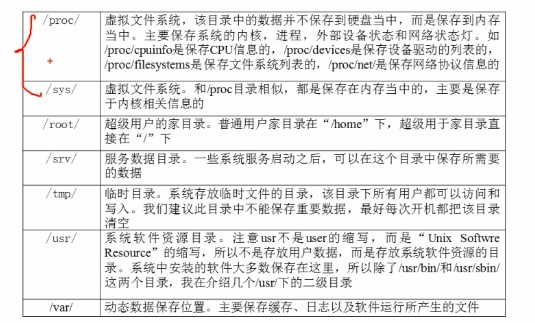 /proc/ 虚拟文件系统，该目录中的数据并不保存到硬盘当中，而是保存到内存
当中。主要保存系统的内核，进程，外部设备状态和网络状态灯。如
/proc/cpuinfo是保存CPU信息的，/proc/devices是保存设备驱动的列表的，
/proc/filesystems是保存文件系统列表的，/proc/net/是保存网络协议信息的
/sys/ 虚拟文件系统。和/proc目录相似，都是保存在内存当中的，主要是保存
于内核相关信息的
/root/ 超级用户的家目录。普通用户家目录在“/home”下，超级用于家目录直
接在“/”下
/srv/ 服务数据目录。一些系统服务启动之后，可以在这个目录中保存所需要
的数据
/tmp/ 临时目录。系统存放临时文件的目录，该目录下所有用户都可以访问和
写入。我们建议此目录中不能保存重要数据，最好每次开机都把该目录
清空
/usr/ 系统软件资源目录。注意usr不是user的缩写，而是“Unix Softwre
Resource”的缩写，所以不是存放用户数据，而是存放系统软件资源的目
录。系统中安装的软件大多数保存在这里，所以除了/usr/bin/和/usr/sbin/
这两个目录，我在介绍几个/usr/下的二级目录
/var/ 动态数据保存位置。主要保存缓存、日志以及软件运行所产生的文件